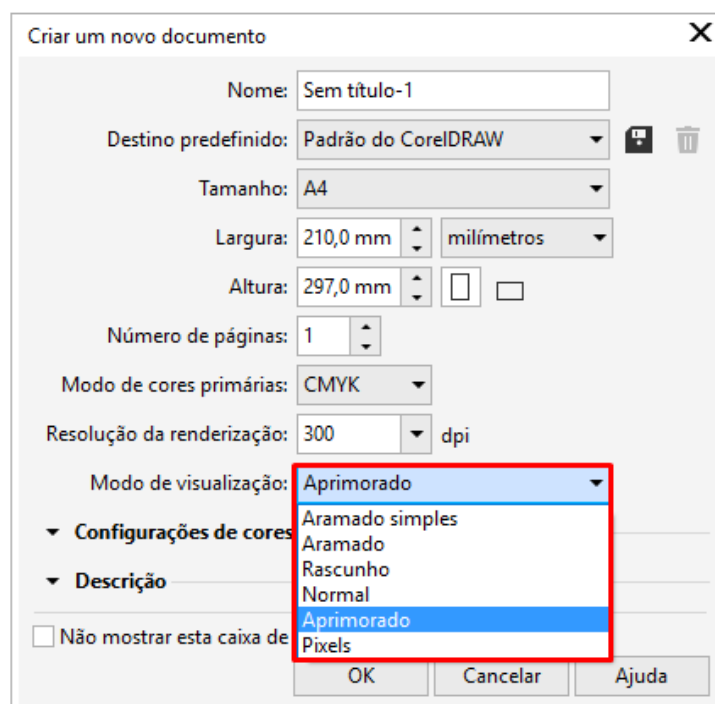 Criar um novo documento
Nome: Sem título-1
Destino predefinido: Padrão do CorelDRAW
Tamanho: A4
Largura: 210,0 mm milímetros
Altura: 297,0 mm
Número de páginas: 1
Modo de cores primárias: CMYK
Resolução da renderização: 300 dpi
Modo de visualização: Aprimorado
Aramado simples
Configurações de cores
Aramado
Rascunho
Descrição
Normal
Aprimorado
Não mostrar esta caixa de
Pixels
OK Cancelar Ajuda